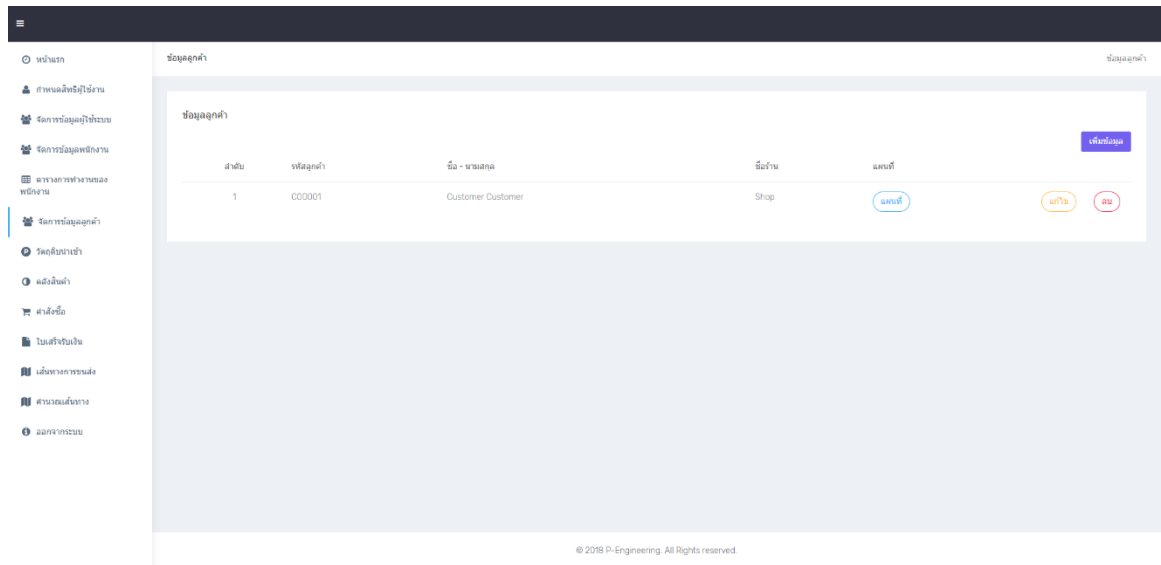 หน้าแรก
กำหนดสิทธิผู้ใช้งาน
จัดการข้อมูลผู้ใช้ระบบ
จัดการข้อมูลพนักงาน
ตารางการทำงานของ
พนักงาน
จัดการข้อมูลลูกค้า
วัตถุดิบนำเข้า
คลังสินค้า
คำสั่งซื้อ
ใบเสร็จรับเงิน
เส้นทางการขนส่ง
คำนวณเส้นทาง
ออกจากระบบ
ข้อมูลลูกค้า ข้อมูลลูกค้า
ข้อมูลลูกค้า
เพิ่มข้อมูล
ลำดับ รหัสลูกค้า ชื่อ - นามสกุล ชื่อร้าน แผนที่
1 C00001 Customer Customer Shop แผนที่ แก้ไข ลบ
© 2018 P-Engineering. All Rights reserved.